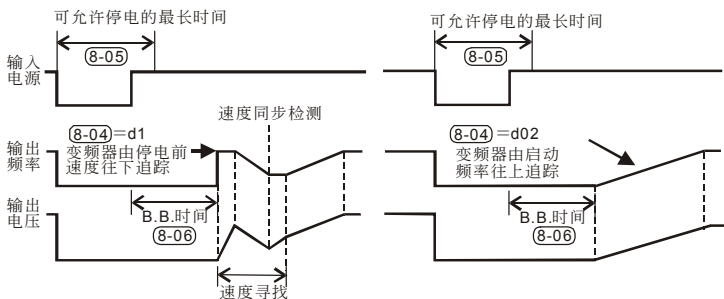 可允许停电的最长时间
8-05
输入
电源
速度同步检测
输出
频率
8-04=d1
变频器由停电前
速度往下追踪
输出
电压
B.B.时间
8-06
速度寻找
可允许停电的最长时间
8-05
8-04=d02
变频器由启动
频率往上追踪
B.B.时间
8-06